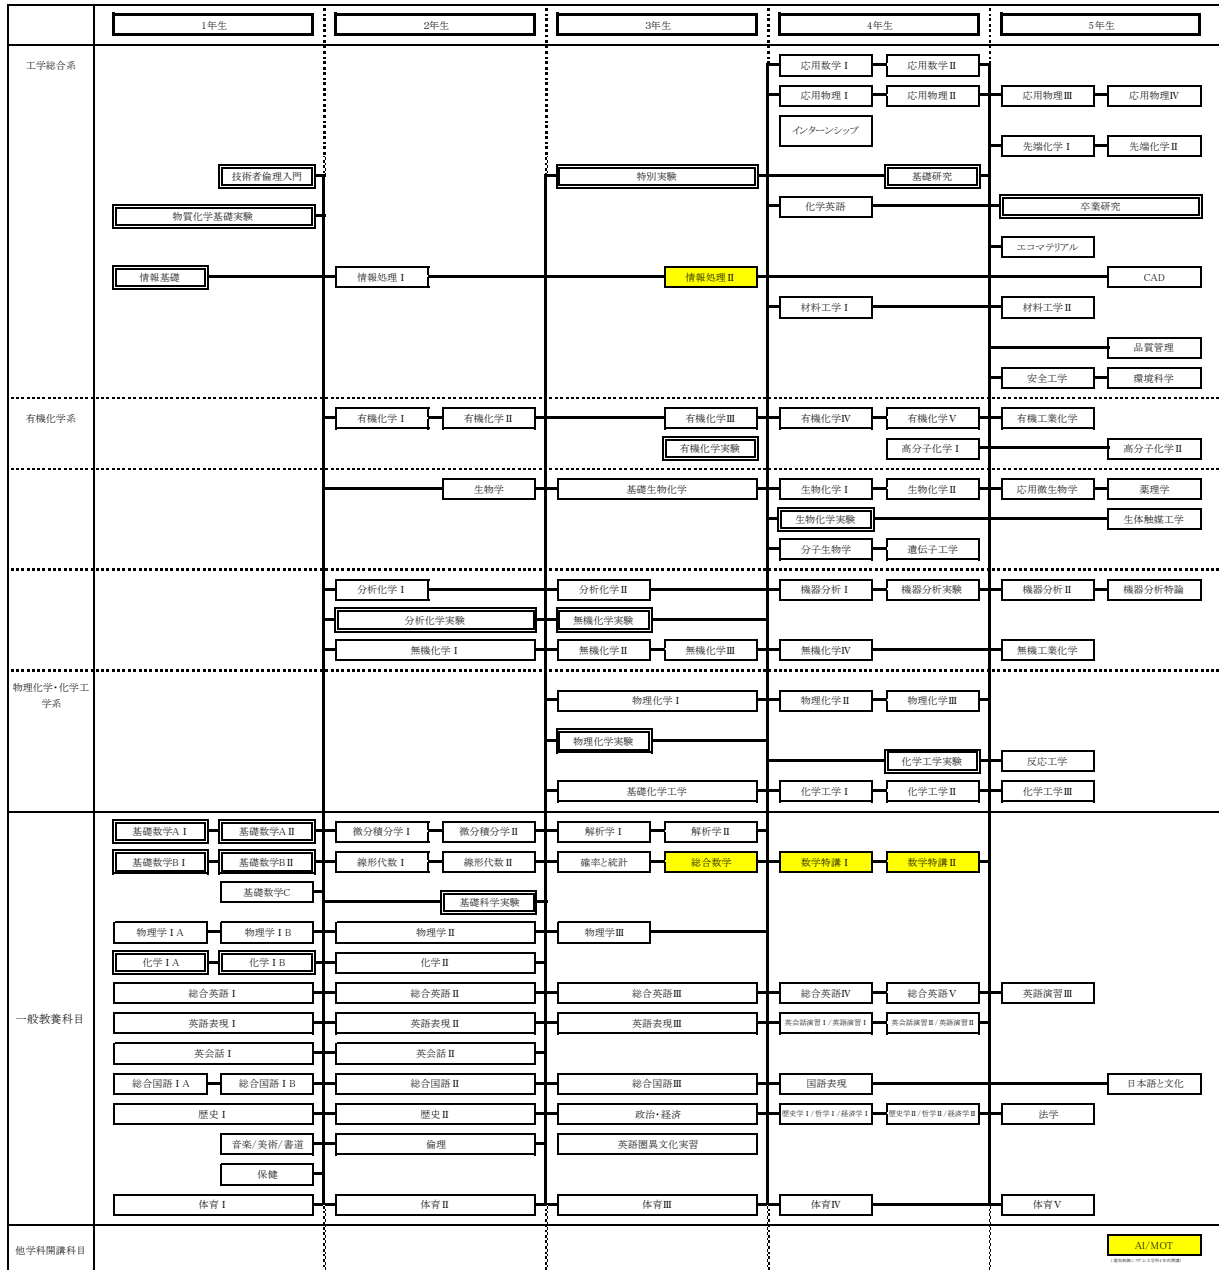 1年生 2年生 3年生 4年生 5年生
工学総合系 応用数学Ⅰ 応用数学Ⅱ
応用物理Ⅰ 応用物理Ⅱ 応用物理Ⅲ 応用物理Ⅳ
インターンシップ
先端化学Ⅰ 先端化学Ⅱ
技術者倫理入門 特別実験 基礎研究
化学英語 卒業研究
物質化学基礎実験
エコマテリアル
情報基礎 情報処理Ⅰ 情報処理Ⅱ CAD
材料工学Ⅰ 材料工学Ⅱ
品質管理
安全工学 環境科学
有機化学系 有機化学Ⅰ 有機化学Ⅱ 有機化学Ⅲ 有機化学Ⅳ 有機化学Ⅴ 有機工業化学
有機化学実験 高分子化学Ⅰ 高分子化学Ⅱ
生物学 基礎生物化学 生物化学Ⅰ 生物化学Ⅱ 応用微生物学 薬理学
生物化学実験 生体触媒工学
分子生物学 遺伝子工学
分析化学Ⅰ 分析化学Ⅱ 機器分析Ⅰ 機器分析実験 機器分析Ⅱ 機器分析特論
分析化学実験 無機化学実験
無機化学Ⅰ 無機化学Ⅱ 無機化学Ⅲ 無機化学Ⅳ 無機工業化学
物理化学・化学工
学系
物理化学Ⅰ 物理化学Ⅱ 物理化学Ⅲ
物理化学実験
化学工学実験 反応工学
基礎化学工学 化学工学Ⅰ 化学工学Ⅱ 化学工学Ⅲ
基礎数学AⅠ 基礎数学AⅡ 微分積分学Ⅰ 微分積分学Ⅱ 解析学Ⅰ 解析学Ⅱ
基礎数学BⅠ 基礎数学BⅡ 線形代数Ⅰ 線形代数Ⅱ 確率と統計 総合数学 数学特講Ⅰ 数学特講Ⅱ
基礎数学C
基礎科学実験
物理学ⅠA 物理学ⅠB 物理学Ⅱ 物理学Ⅲ
化学ⅠA 化学ⅠB 化学Ⅱ
総合英語Ⅰ 総合英語Ⅱ 総合英語Ⅲ 総合英語Ⅳ 総合英語Ⅴ 英語演習Ⅲ
一般教養科目 英語表現Ⅰ 英語表現Ⅱ 英語表現Ⅲ 英会話演習Ⅰ/英語演習Ⅰ 英会話演習Ⅱ/英語演習Ⅱ
英会話Ⅰ 英会話Ⅱ
総合国語ⅠA 総合国語ⅠB 総合国語Ⅱ 総合国語Ⅲ 国語表現 日本語と文化
歴史Ⅰ 歴史Ⅱ 政治・経済 歴史学Ⅰ/哲学Ⅰ/経済学Ⅰ 歴史学Ⅱ/哲学Ⅱ/経済学Ⅱ 法学
音楽/美術/書道 倫理 英語圏異文化実習
保健
体育Ⅰ 体育Ⅱ 体育Ⅲ 体育Ⅳ 体育Ⅴ
他学科開講科目 AI/MOT